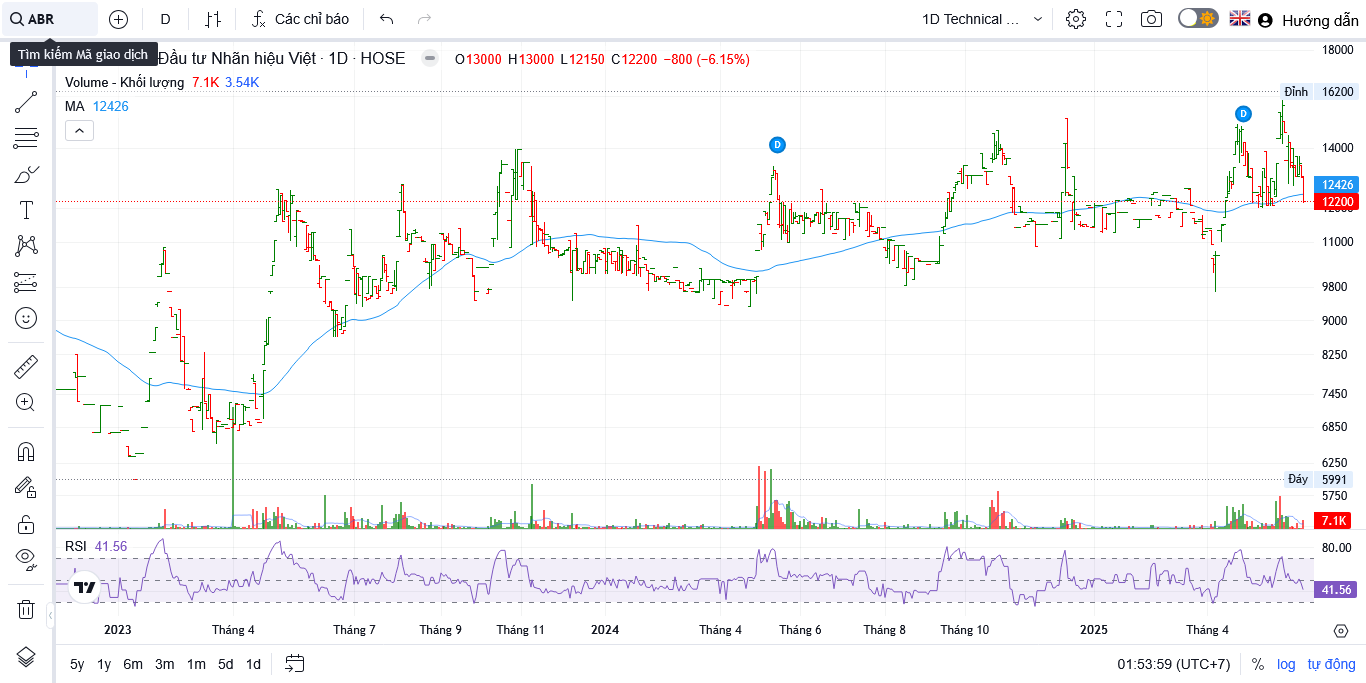 ABR
D
Các chỉ báo
1D Technical ...
Hướng dẫn
Tìm kiếm Mã giao dịch
Đầu tư Nhãn hiệu Việt · 1D · HOSE
O13000 H13000 L12150 C12200 −800 (−6.15%)
Volume - Khối lượng 7.1K 3.54K
MA 12426
18000
Đỉnh 16200
14000
12426
12200
12000
11000
9800
9000
8250
7450
6850
6250
Đáy 5991
5750
7.1K
D
D
RSI 41.56
80.00
41.56
2023 Tháng 4 Tháng 7 Tháng 9 Tháng 11 2024 Tháng 4 Tháng 6 Tháng 8 Tháng 10 2025 Tháng 4
5y 1y 6m 3m 1m 5d 1d
01:53:59 (UTC+7)
% log tự động